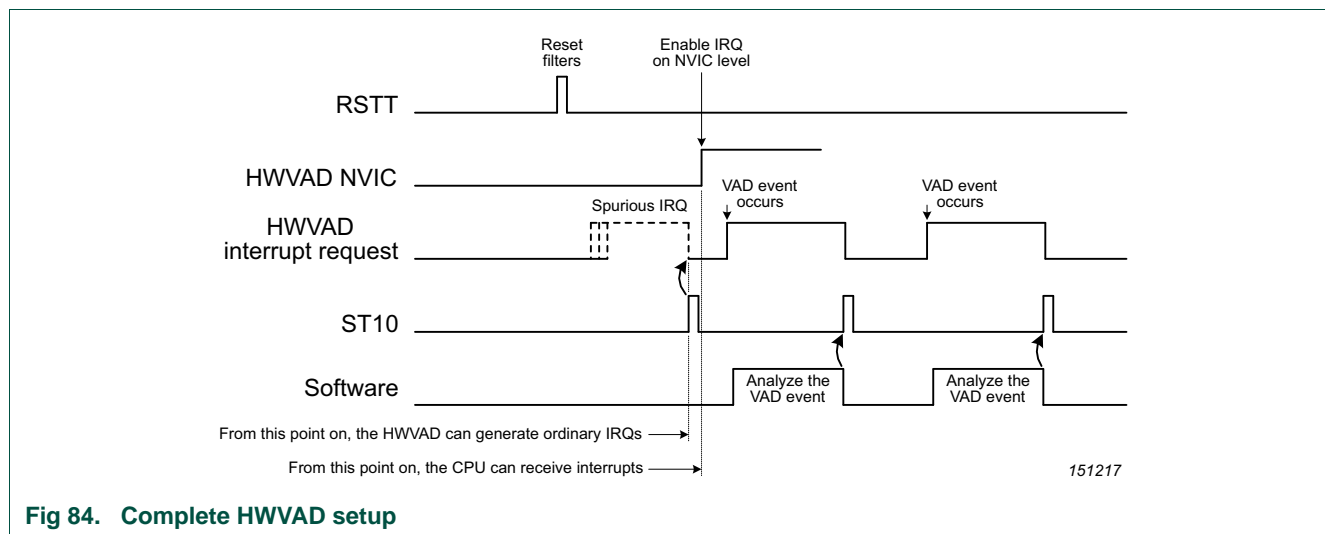 Reset
filters
Enable IRQ
on NVIC level
RSTT
HWVAD NVIC
VAD event
occurs
VAD event
occurs
Spurious IRQ
HWVAD
interrupt request
ST10
Software
Analyze the
VAD event
Analyze the
VAD event
From this point on, the HWVAD can generate ordinary IRQs
From this point on, the CPU can receive interrupts
151217
Fig 84. Complete HWVAD setup